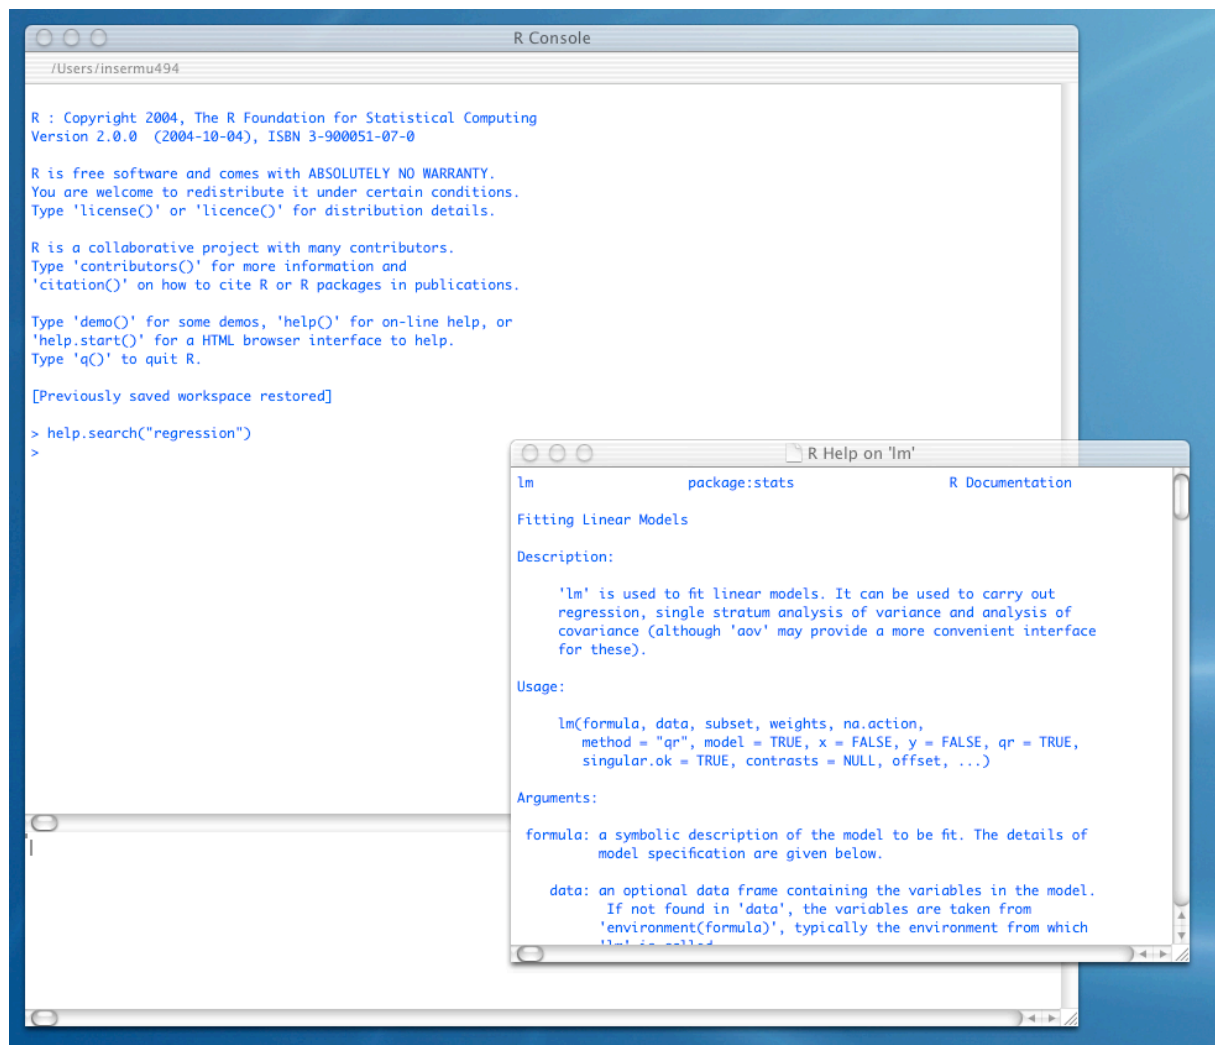 R Console
/Users/insermu494
R : Copyright 2004, The R Foundation for Statistical Computing
Version 2.0.0  (2004-10-04), ISBN 3-900051-07-0
R is free software and comes with ABSOLUTELY NO WARRANTY.
You are welcome to redistribute it under certain conditions.
Type 'license()' or 'licence()' for distribution details.
R is a collaborative project with many contributors.
Type 'contributors()' for more information and
'citation()' on how to cite R or R packages in publications.
Type 'demo()' for some demos, 'help()' for on-line help, or
'help.start()' for a HTML browser interface to help.
Type 'q()' to quit R.
[Previously saved workspace restored]
> help.search("regression")
>
R Help on 'lm'
lm package:stats R Documentation
Fitting Linear Models
Description:
'lm' is used to fit linear models. It can be used to carry out
regression, single stratum analysis of variance and analysis of
covariance (although 'aov' may provide a more convenient interface
for these).
Usage:
lm(formula, data, subset, weights, na.action,
method = "qr", model = TRUE, x = FALSE, y = FALSE, qr = TRUE,
singular.ok = TRUE, contrasts = NULL, offset, ...)
Arguments:
formula: a symbolic description of the model to be fit. The details of
model specification are given below.
data: an optional data frame containing the variables in the model.
If not found in 'data', the variables are taken from
'environment(formula)', typically the environment from which
'lm' is called